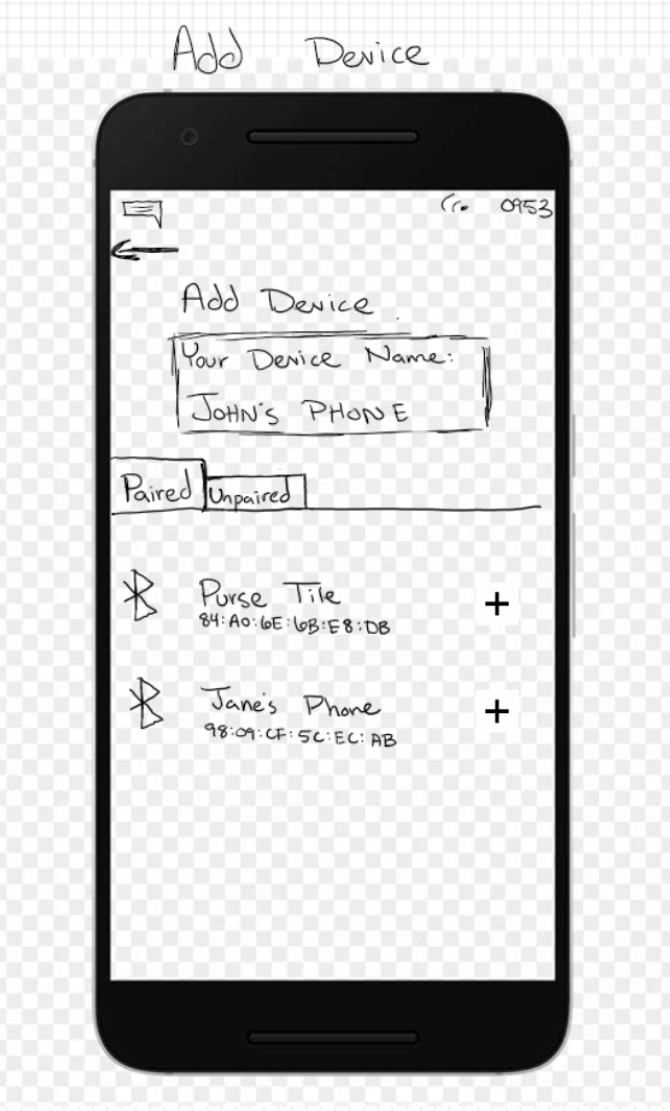 Add Device
0953
Add Device
Your Device Name:
JOHN'S PHONE
Paired Unpaired
Purse Tile
84:A0:6E:6B:E8:DB
Jane's Phone
98:09:CF:5C:EC:AB